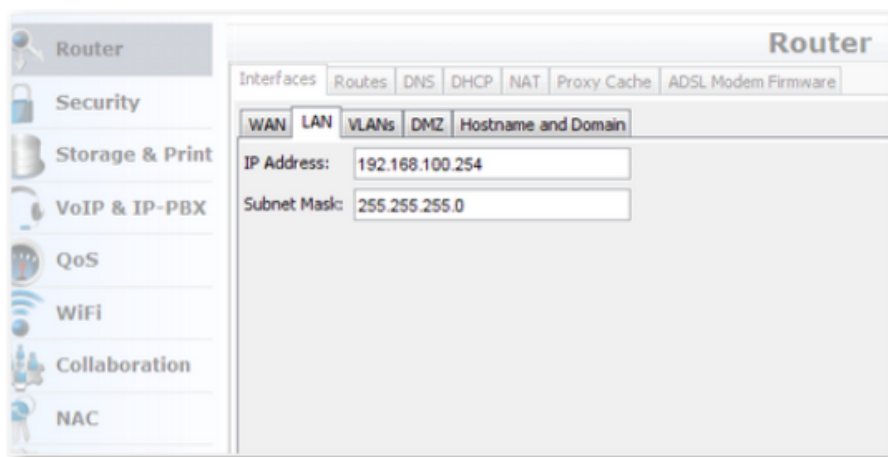 Router
Security
Storage & Print
VoIP & IP-PBX
QoS
WiFi
Collaboration
NAC
Router
Interfaces Routes DNS DHCP NAT Proxy Cache ADSL Modem Firmware
WAN LAN VLANs DMZ Hostname and Domain
IP Address: 192.168.100.254
Subnet Mask: 255.255.255.0